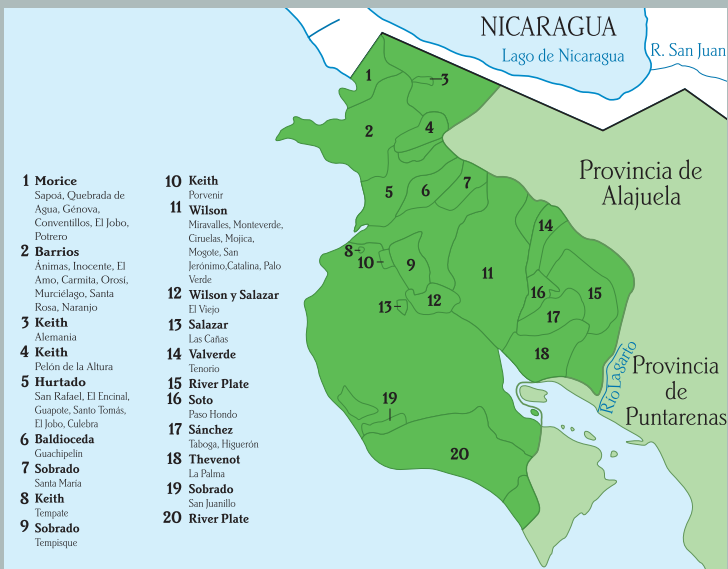 NICARAGUA
Lago de Nicaragua
R. San Juan
Provincia de
Alajuela
Provincia
de
Puntarenas
Río Lagarto
1
3
2
4
5
6
7
14
8
10
9
11
13
12
16
15
17
18
19
20
1 Morice
Sapoá, Quebrada de
Agua, Génova,
Conventillos, El Jobo,
Potrero
2 Barrios
Ánimas, Inocente, El
Amo, Carmita, Orosí,
Murciélago, Santa
Rosa, Naranjo
3 Keith
Alemania
4 Keith
Pelón de la Altura
5 Hurtado
San Rafael, El Encinal,
Guapote, Santo Tomás,
El Jobo, Culebra
6 Baldioceda
Guachipelín
7 Sobrado
Santa María
8 Keith
Tempate
9 Sobrado
Tempisque
10 Keith
Porvenir
11 Wilson
Miravalles, Monteverde,
Ciruelas, Mojica,
Mogote, San
Jerónimo,Catalina, Palo
Verde
12 Wilson y Salazar
El Viejo
13 Salazar
Las Cañas
14 Valverde
Tenorio
15 River Plate
16 Soto
Paso Hondo
17 Sánchez
Taboga, Higuerón
18 Thevenot
La Palma
19 Sobrado
San Juanillo
20 River Plate